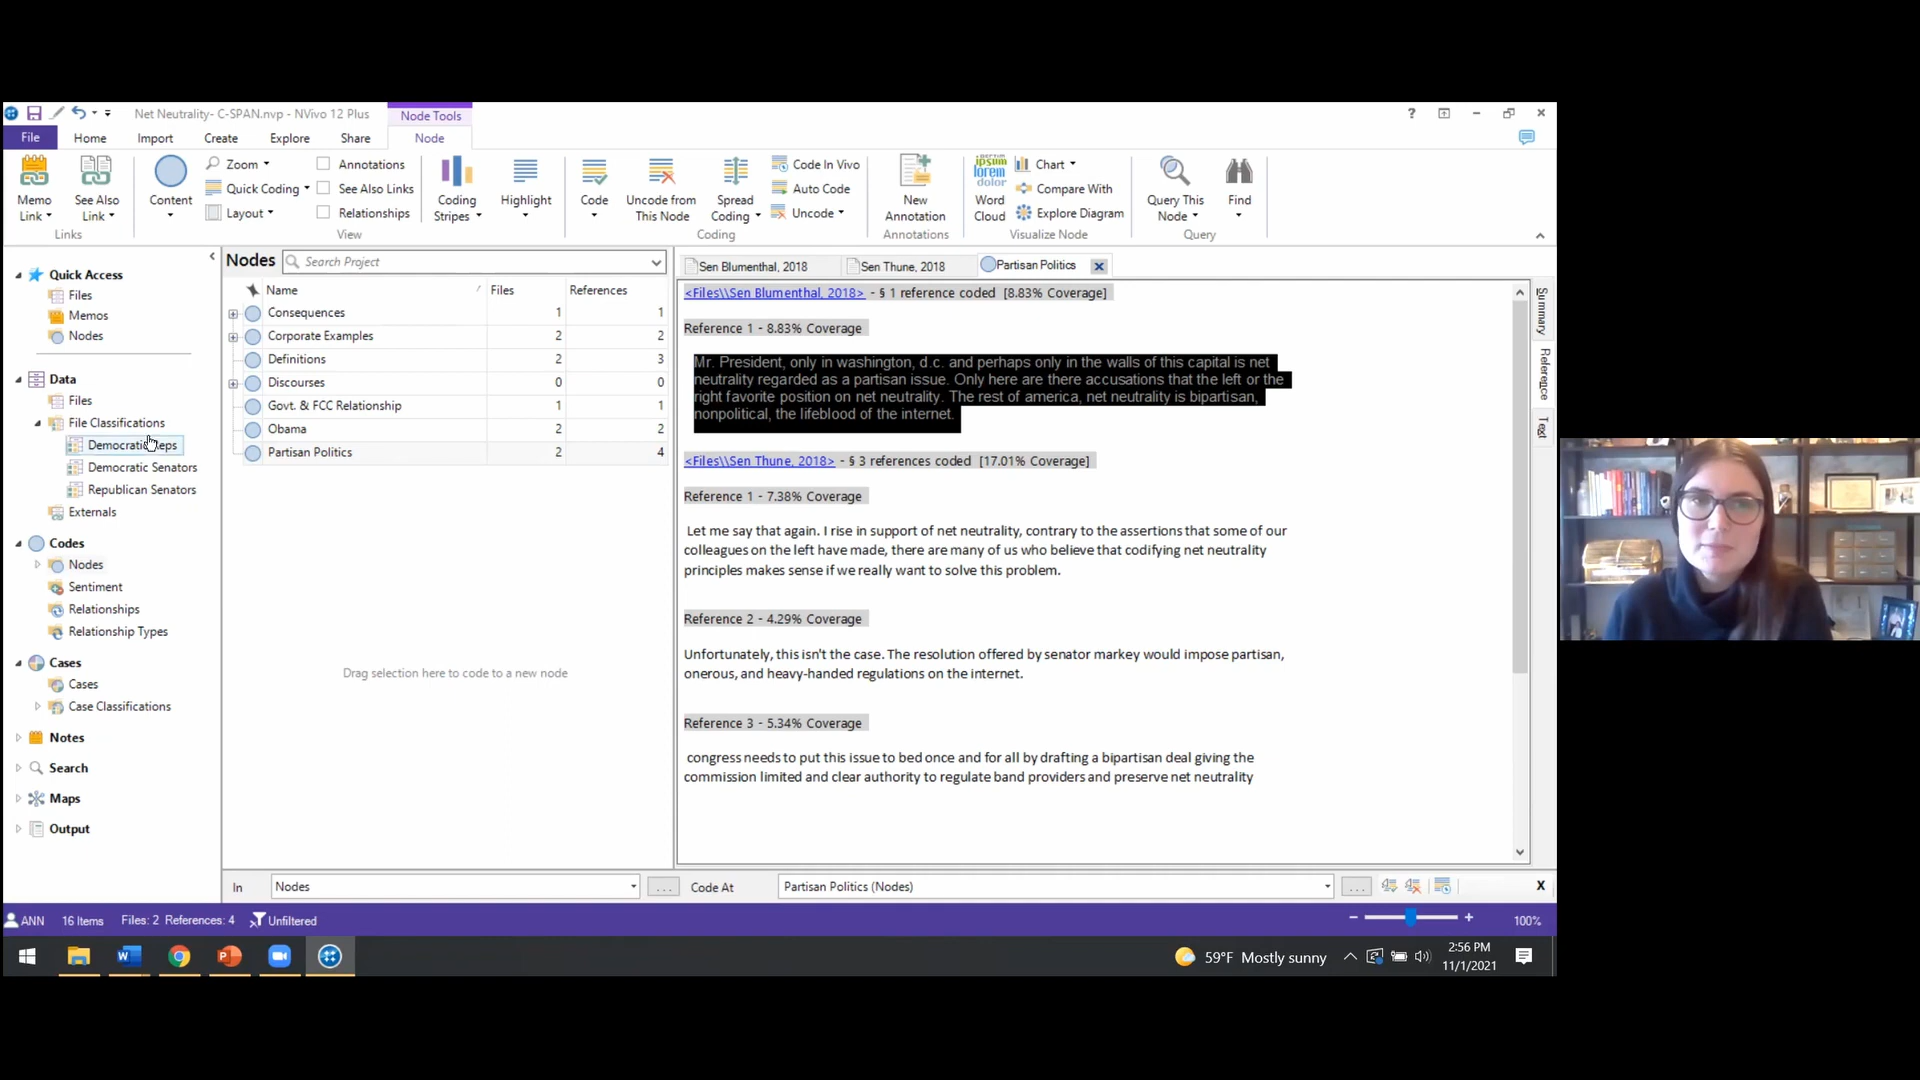 Net Neutrality- C-SPAN.nvp - NVivo 12 Plus
Node Tools
?
File
Home
Import
Create
Explore
Share
Node
Memo Link
See Also Link
Links
Content
Zoom
Quick Coding
Layout
Annotations
See Also Links
Relationships
View
Coding Stripes
Highlight
Code
Uncode from This Node
Spread Coding
Code In Vivo
Auto Code
Uncode
Coding
New Annotation
Annotations
ipsum
lorem
dolor
Word Cloud
Chart
Compare With
Explore Diagram
Visualize Node
Query This Node
Find
Query
Quick Access
Files
Memos
Nodes
Data
Files
File Classifications
Democratic Reps
Democratic Senators
Republican Senators
Externals
Codes
Nodes
Sentiment
Relationships
Relationship Types
Cases
Cases
Case Classifications
Notes
Search
Maps
Output
Nodes
Search Project
Name Files References
Consequences 1 1
Corporate Examples 2 2
Definitions 2 3
Discourses 0 0
Govt. & FCC Relationship 1 1
Obama 2 2
Partisan Politics 2 4
Drag selection here to code to a new node
Sen Blumenthal, 2018
Sen Thune, 2018
Partisan Politics
<Files\\Sen Blumenthal, 2018> - § 1 reference coded [8.83% Coverage]
Reference 1 - 8.83% Coverage
Mr. President, only in washington, d.c. and perhaps only in the walls of this capital is net
neutrality regarded as a partisan issue. Only here are there accusations that the left or the
right favorite position on net neutrality. The rest of america, net neutrality is bipartisan,
nonpolitical, the lifeblood of the internet.
<Files\\Sen Thune, 2018> - § 3 references coded [17.01% Coverage]
Reference 1 - 7.38% Coverage
Let me say that again. I rise in support of net neutrality, contrary to the assertions that some of our
colleagues on the left have made, there are many of us who believe that codifying net neutrality
principles makes sense if we really want to solve this problem.
Reference 2 - 4.29% Coverage
Unfortunately, this isn't the case. The resolution offered by senator markey would impose partisan,
onerous, and heavy-handed regulations on the internet.
Reference 3 - 5.34% Coverage
congress needs to put this issue to bed once and for all by drafting a bipartisan deal giving the
commission limited and clear authority to regulate band providers and preserve net neutrality
Summary
Reference
Text
In
Nodes
...
Code At
Partisan Politics (Nodes)
...
X
ANN
16 Items
Files: 2 References: 4
Unfiltered
100%
59°F Mostly sunny
2:56 PM
11/1/2021